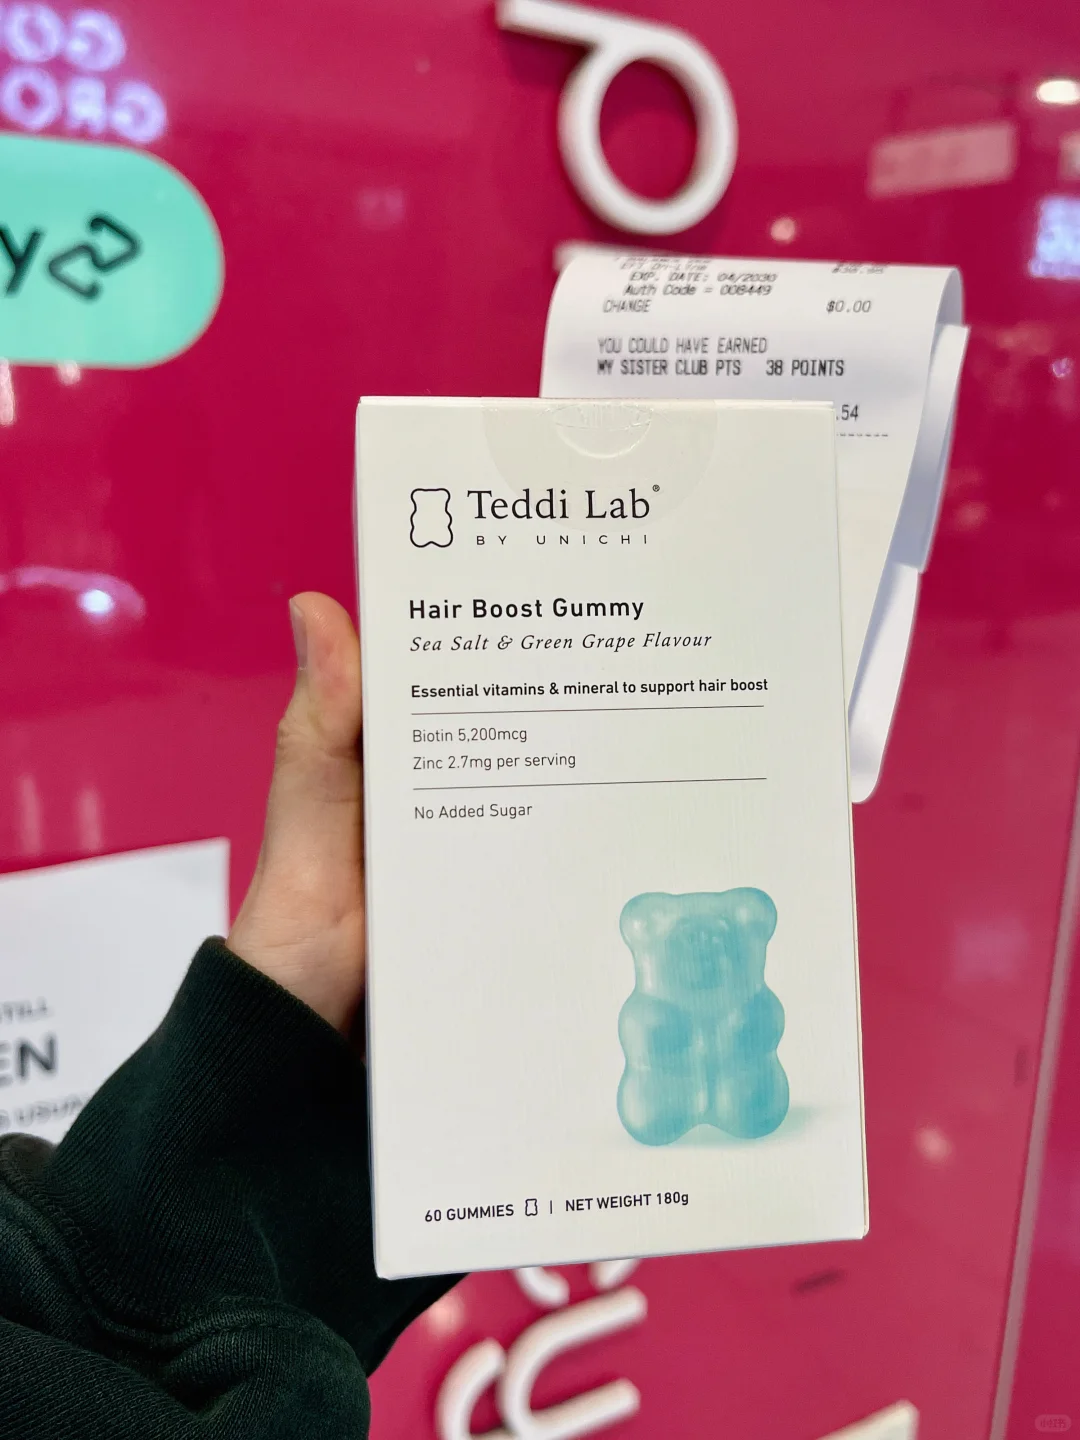 EXP. DATE: 04/2030
Auth Code = 008449
CHANGE $0.00
YOU COULD HAVE EARNED
MY SISTER CLUB PTS 38 POINTS
.54
Teddi Lab®
BY UNICHI
Hair Boost Gummy
Sea Salt & Green Grape Flavour
Essential vitamins & mineral to support hair boost
Biotin 5,200mcg
Zinc 2.7mg per serving
No Added Sugar
60 GUMMIES | NET WEIGHT 180g